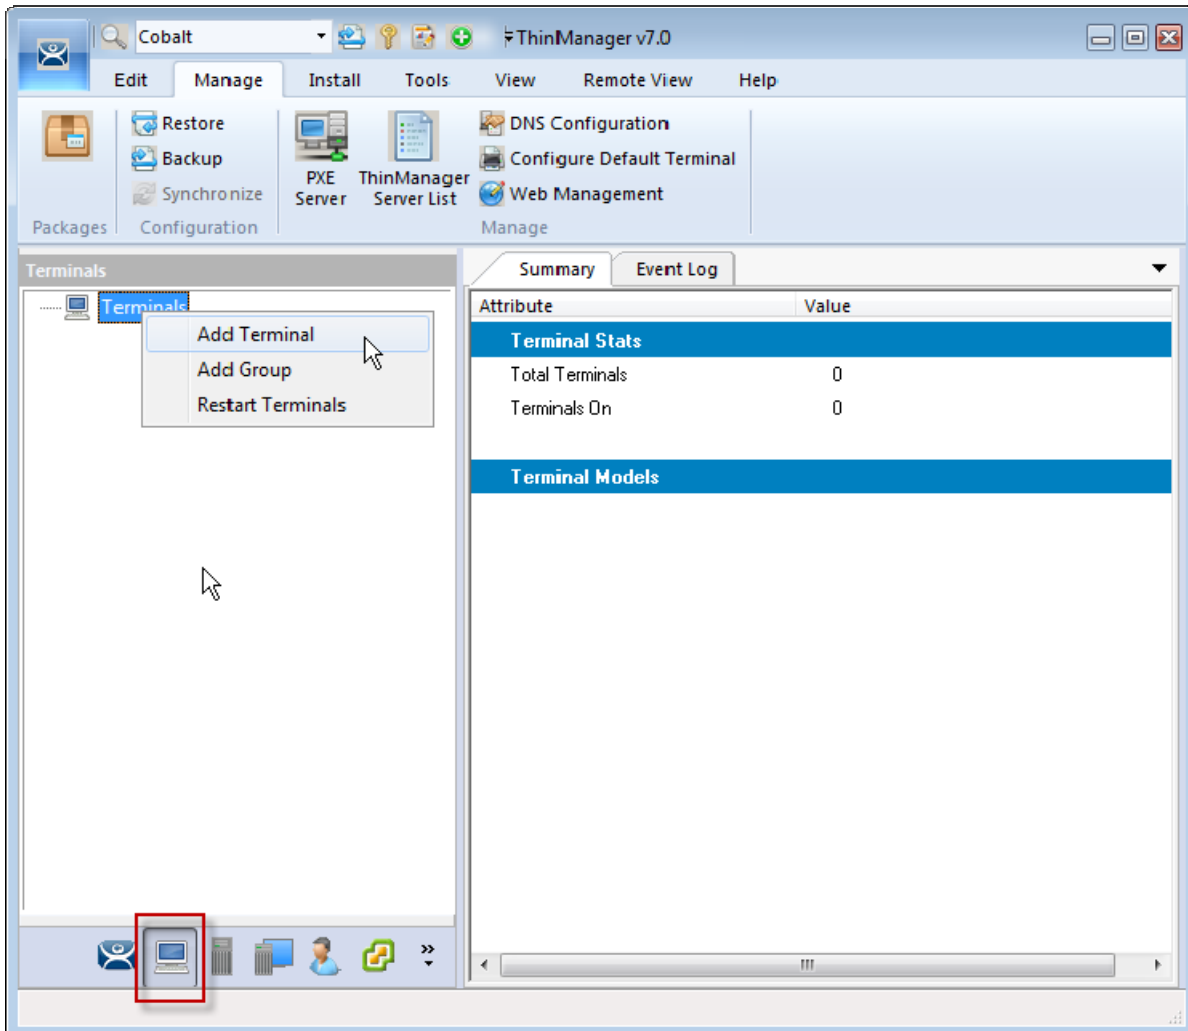 Cobalt
ThinManager v7.0
Edit Manage Install Tools View Remote View Help
Restore
Backup
Synchronize
PXE Server
ThinManager Server List
DNS Configuration
Configure Default Terminal
Web Management
Packages Configuration Manage
Terminals
Terminals
Add Terminal
Add Group
Restart Terminals
Summary Event Log
Attribute Value
Terminal Stats
Total Terminals 0
Terminals On 0
Terminal Models